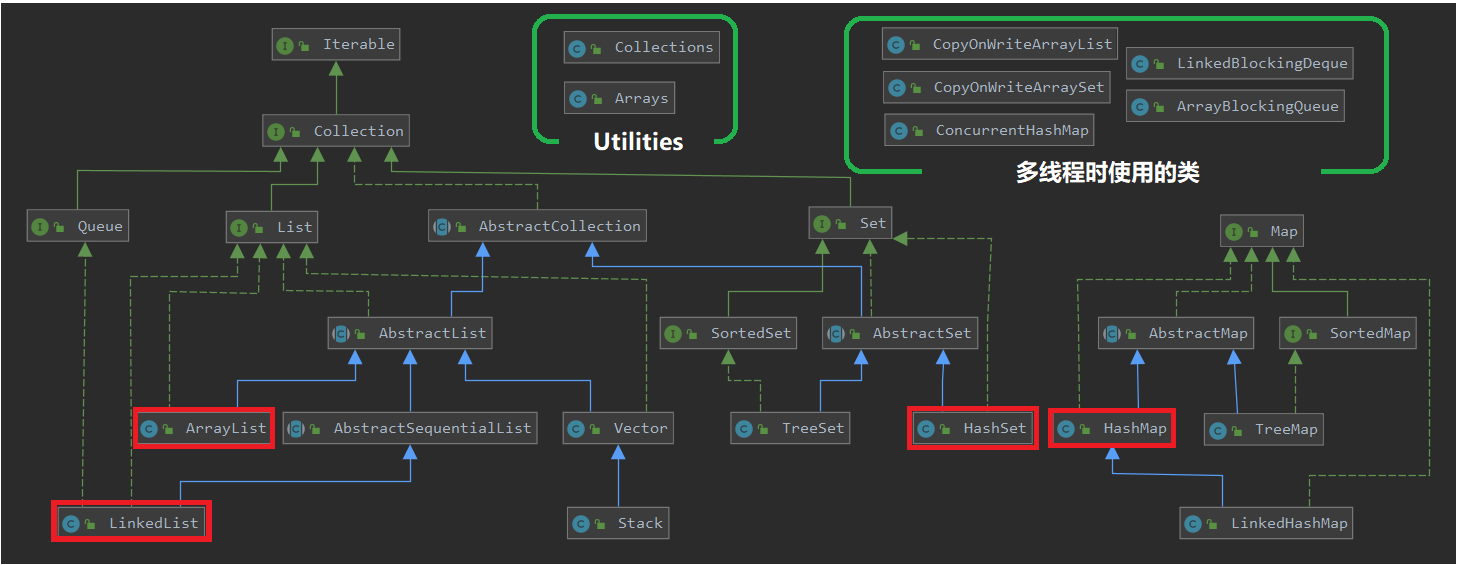 Iterable
Collections
Arrays
Utilities
CopyOnWriteArrayList
LinkedBlockingDeque
CopyOnWriteArraySet
ArrayBlockingQueue
ConcurrentHashMap
多线程时使用的类
Collection
Queue
List
AbstractCollection
Set
Map
AbstractList
SortedSet
AbstractSet
AbstractMap
SortedMap
ArrayList
AbstractSequentialList
Vector
TreeSet
HashSet
HashMap
TreeMap
LinkedList
Stack
LinkedHashMap